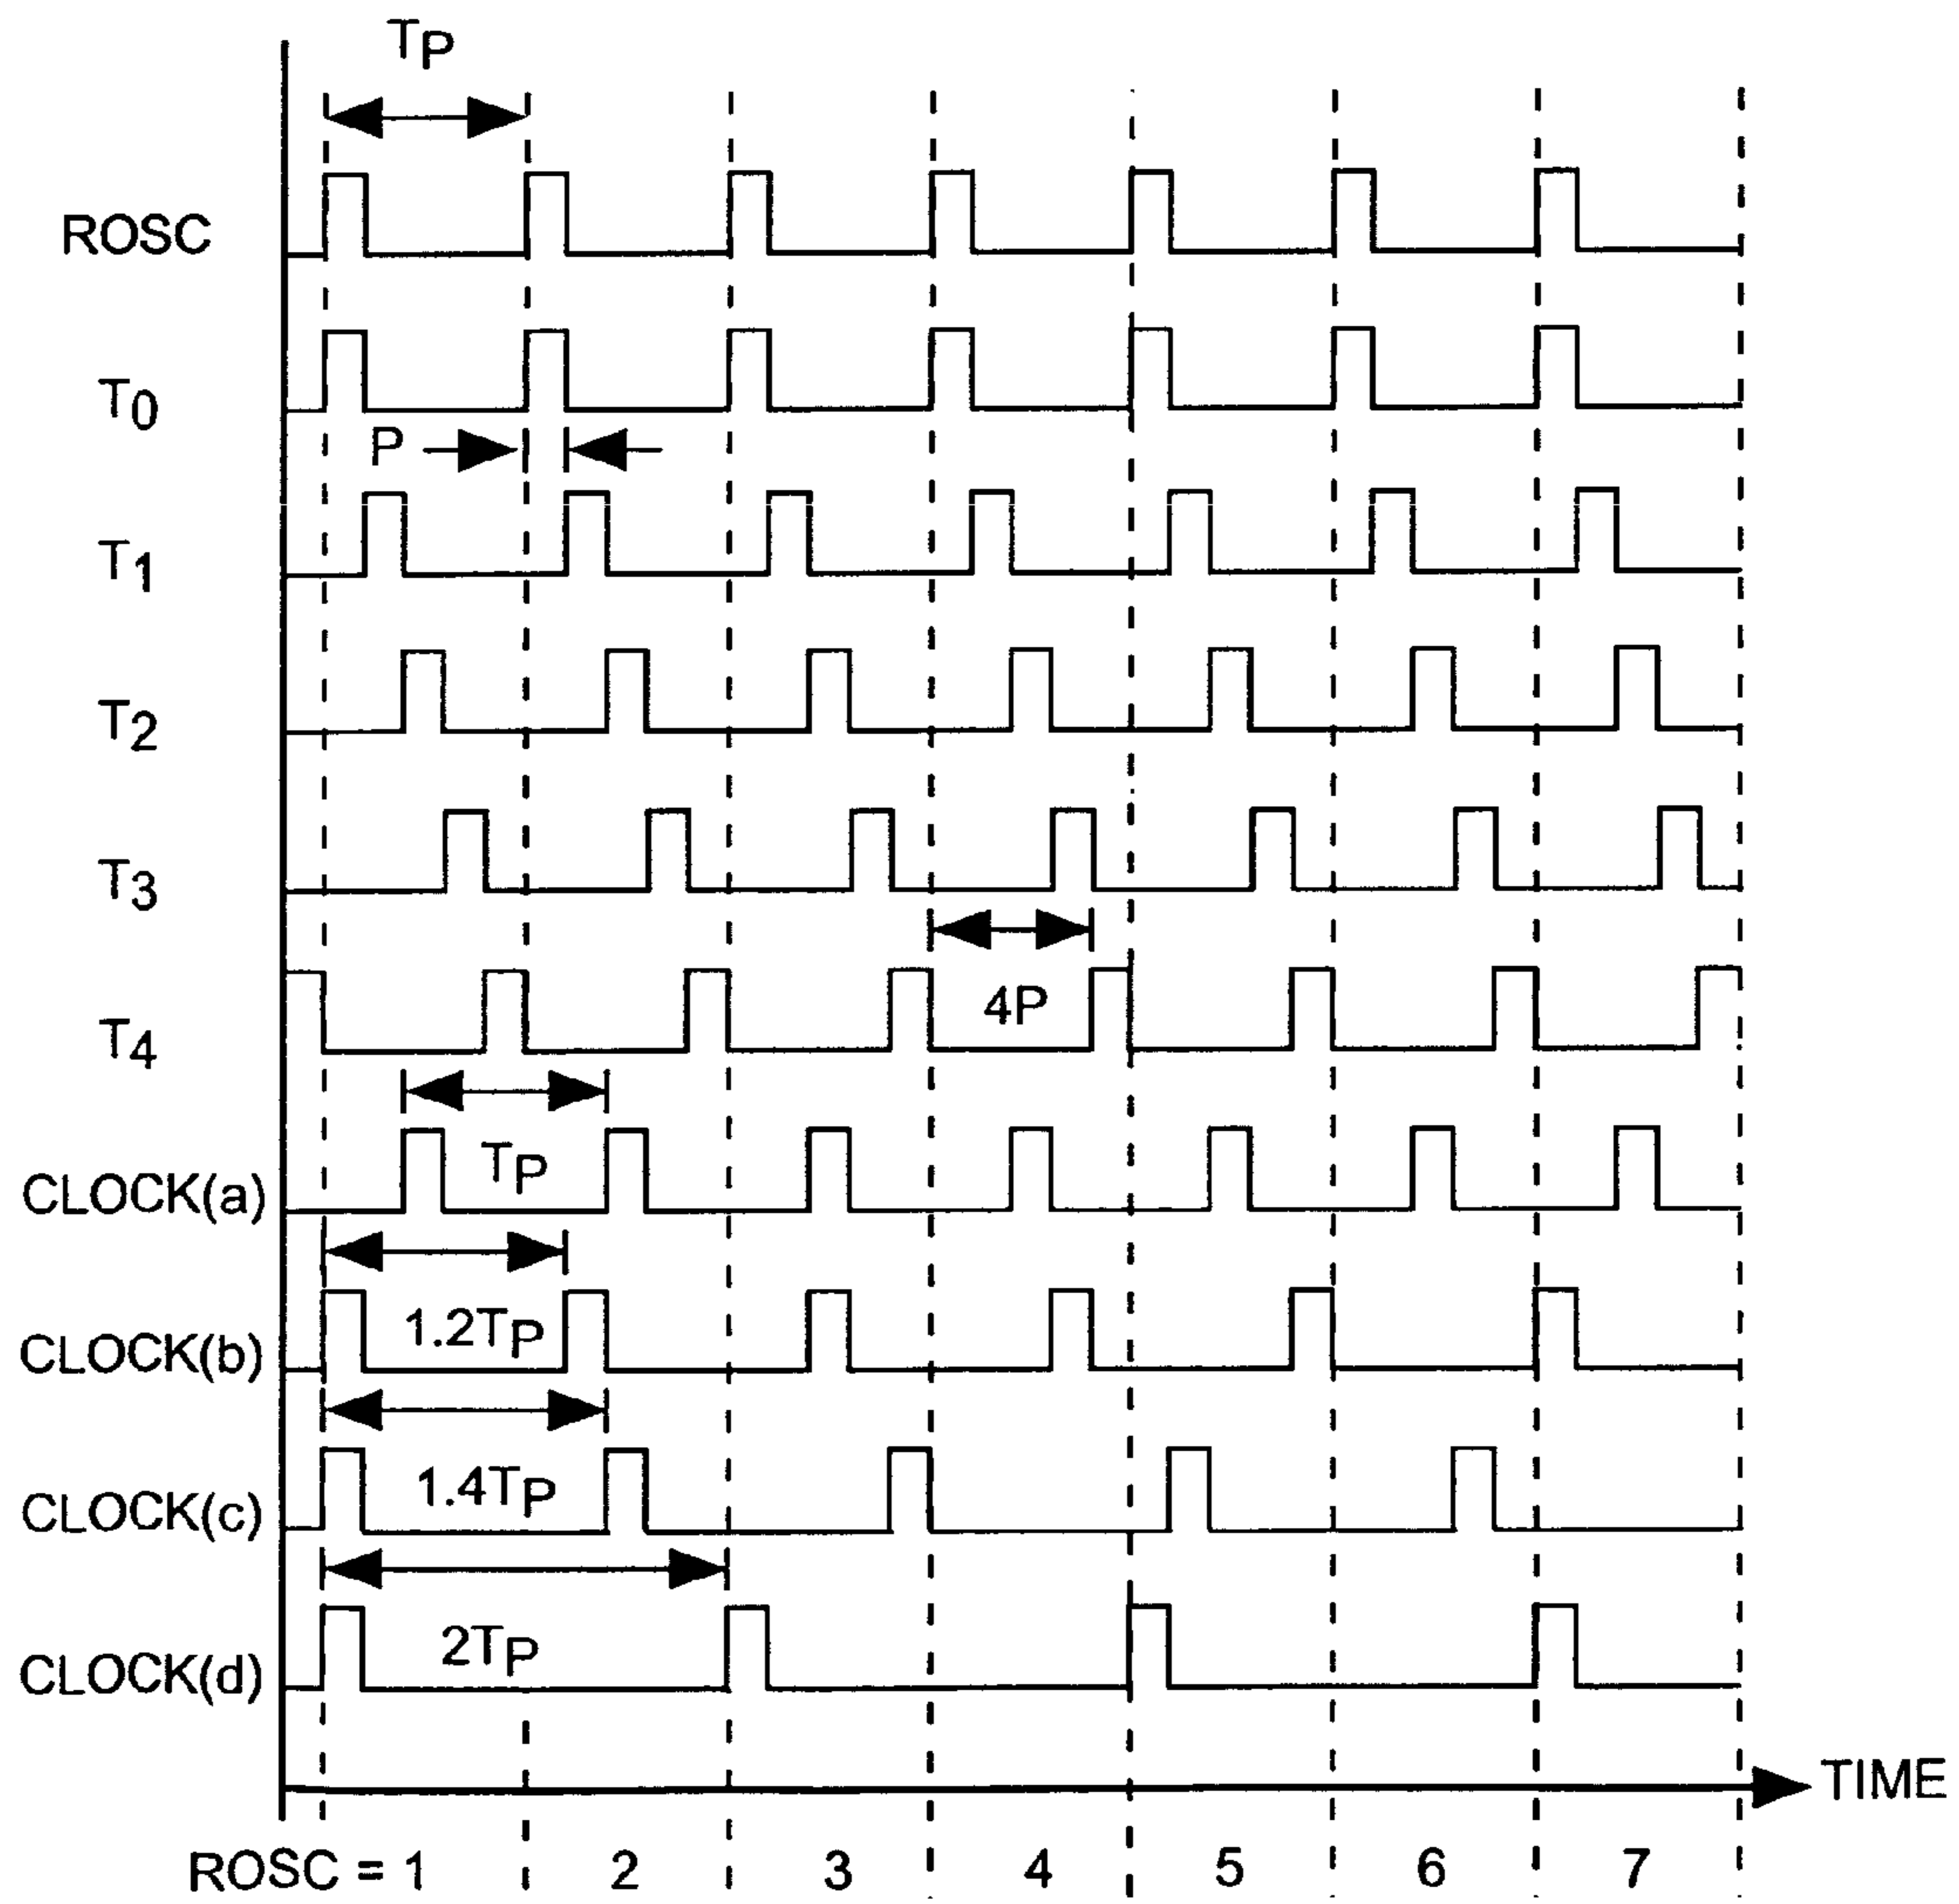 TP
ROSC
T0
P
T1
T2
T3
4P
T4
TP
CLOCK(a)
1.2TP
CLOCK(b)
1.4TP
CLOCK(c)
2TP
CLOCK(d)
TIME
ROSC = 1 2 3 4 5 6 7